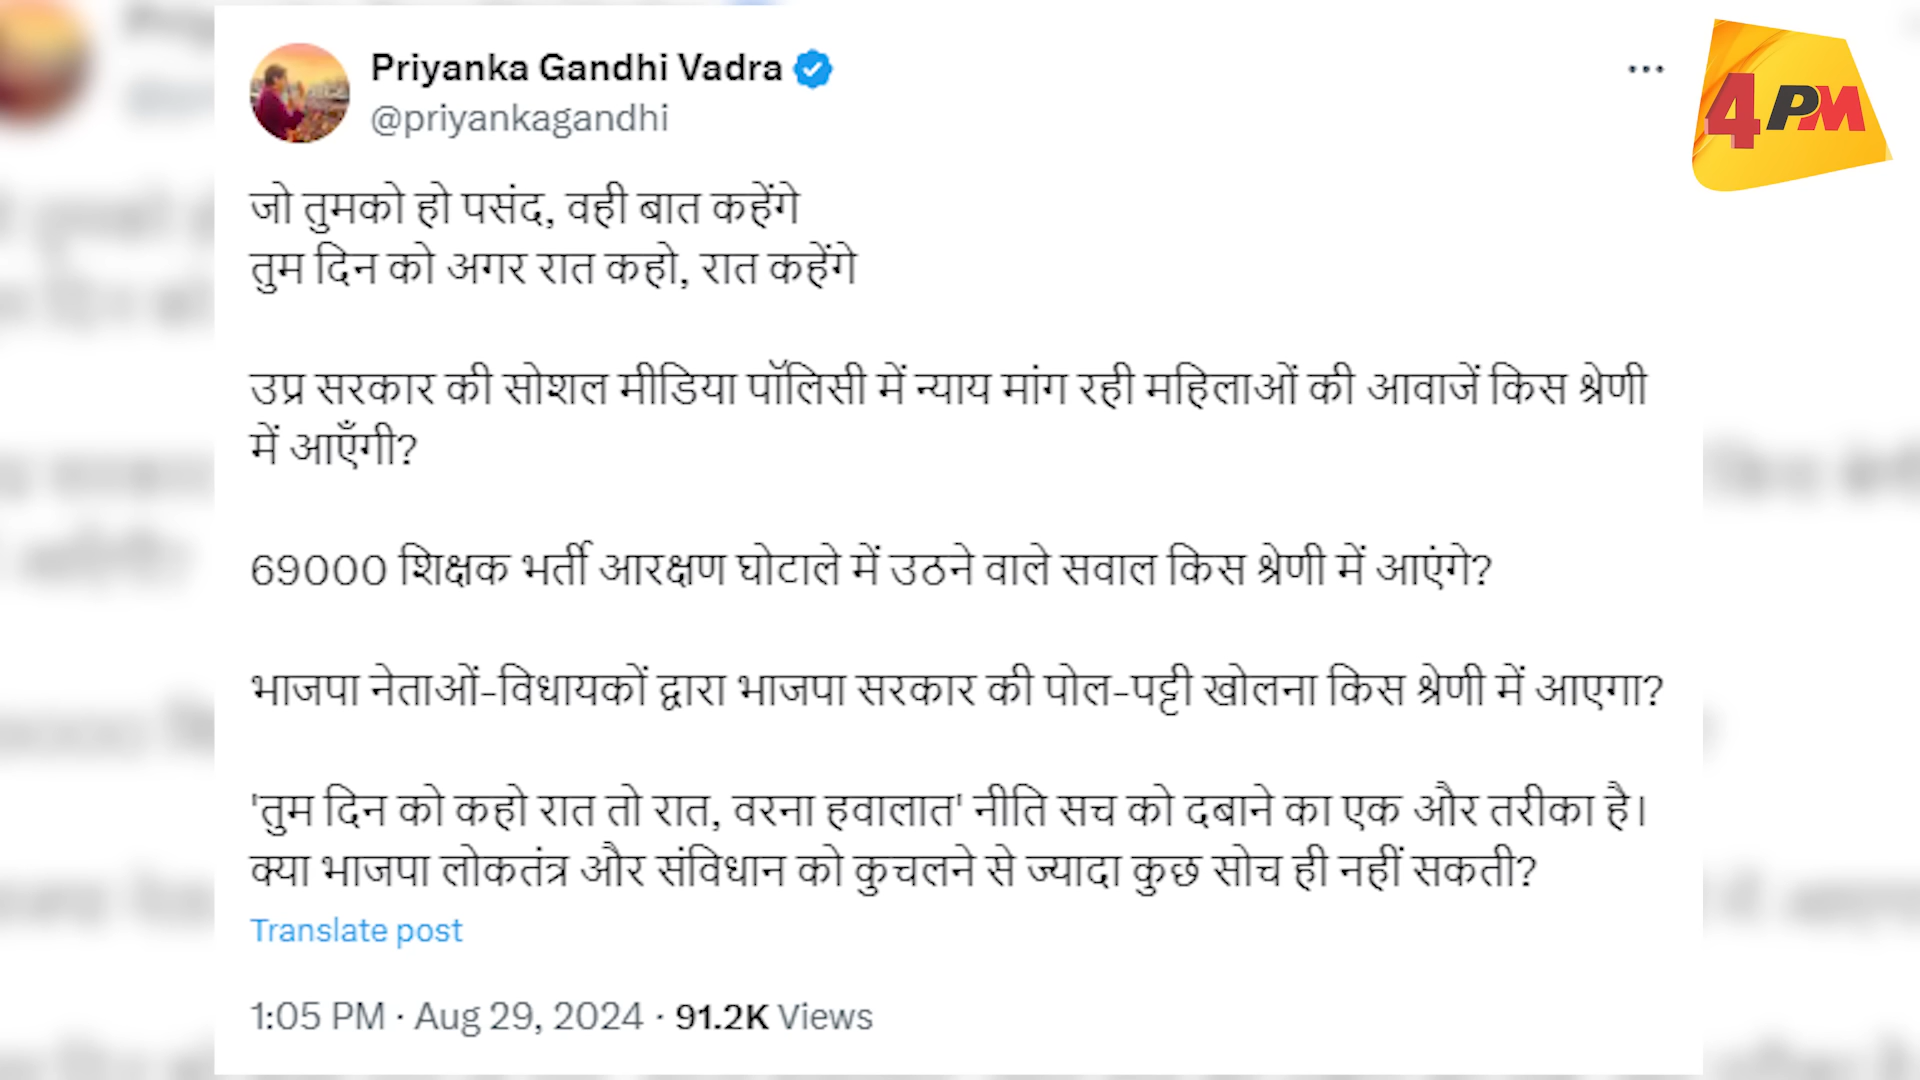 Priyanka Gandhi Vadra
@priyankagandhi
4PM
जो तुमको हो पसंद, वही बात कहेंगे
तुम दिन को अगर रात कहो, रात कहेंगे
उप्र सरकार की सोशल मीडिया पॉलिसी में न्याय मांग रही महिलाओं की आवाजें किस श्रेणी
में आएँगी?
69000 शिक्षक भर्ती आरक्षण घोटाले में उठने वाले सवाल किस श्रेणी में आएंगे?
भाजपा नेताओं-विधायकों द्वारा भाजपा सरकार की पोल-पट्टी खोलना किस श्रेणी में आएगा?
'तुम दिन को कहो रात तो रात, वरना हवालात' नीति सच को दबाने का एक और तरीका है।
क्या भाजपा लोकतंत्र और संविधान को कुचलने से ज्यादा कुछ सोच ही नहीं सकती?
Translate post
1:05 PM · Aug 29, 2024 · 91.2K Views